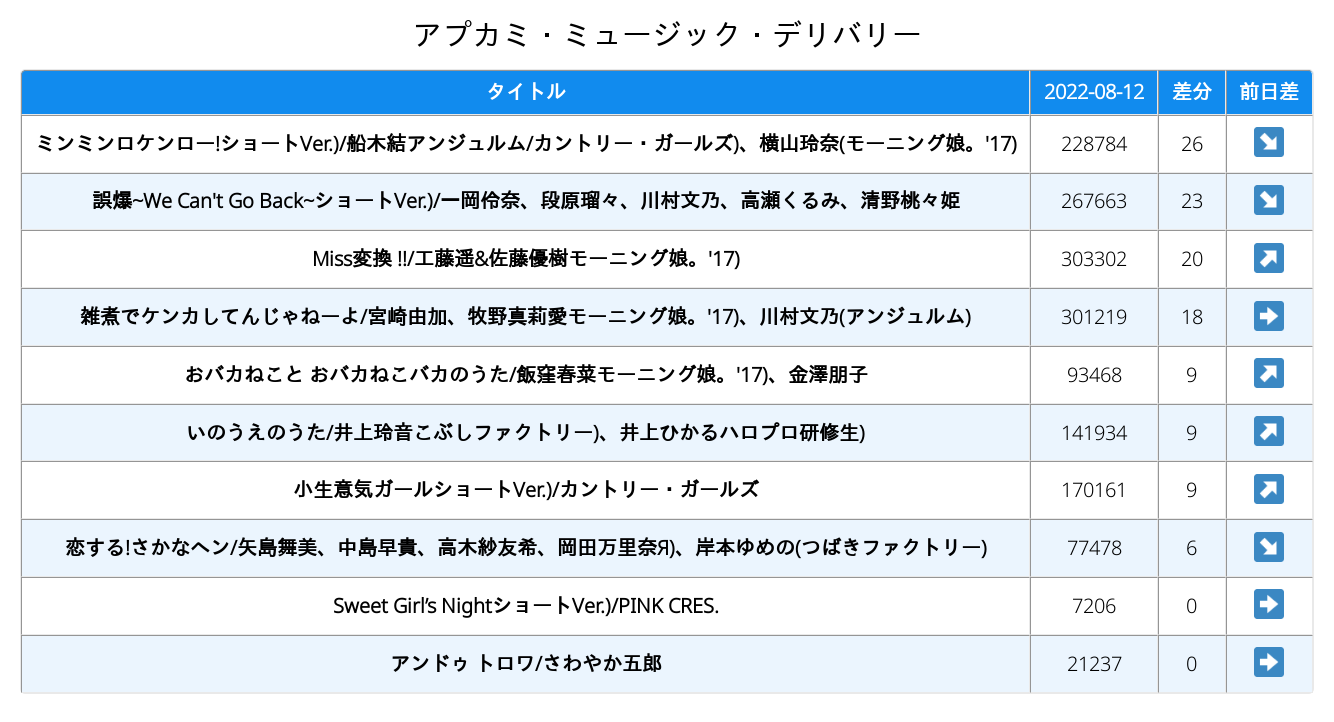 アプカミ・ミュージック・デリバリー
タイトル 2022-08-12 差分 前日差
ミンミンロケンロー!ショートVer.)/船木結アンジュルム/カントリー・ガールズ)、横山玲奈(モーニング娘。'17) 228784 26 ↘
誤爆~We Can't Go Back~ショートVer.)/一岡伶奈、段原瑠々、川村文乃、高瀬くるみ、清野桃々姫 267663 23 ↘
Miss変換 !!/工藤遥&佐藤優樹モーニング娘。'17) 303302 20 ↗
雑煮でケンカしてんじゃねーよ/宮崎由加、牧野真莉愛モーニング娘。'17)、川村文乃(アンジュルム) 301219 18 ➡
おバカねこと おバカねこバカのうた/飯窪春菜モーニング娘。'17)、金澤朋子 93468 9 ↗
いのうえのうた/井上玲音こぶしファクトリー)、井上ひかるハロプロ研修生) 141934 9 ↗
小生意気ガールショートVer.)/カントリー・ガールズ 170161 9 ↗
恋する!さかなヘン/矢島舞美、中島早貴、高木紗友希、岡田万里奈Я)、岸本ゆめの(つばきファクトリー) 77478 6 ↘
Sweet Girl’s NightショートVer.)/PINK CRES. 7206 0 ➡
アンドゥ トロワ/さわやか五郎 21237 0 ➡